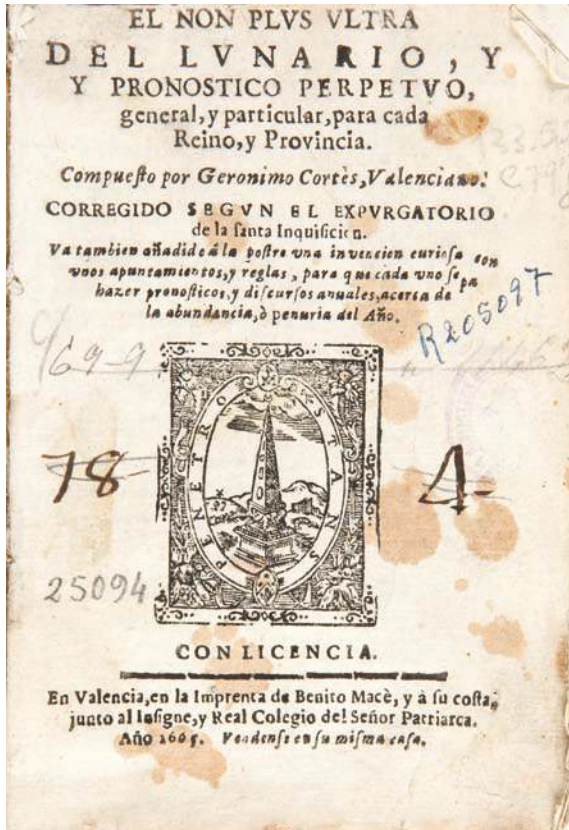 EL NON PLVS VLTRA
DEL LVNARIO, Y
Y PRONOSTICO PERPETVO,
general, y particular, para cada
Reino, y Provincia.
Compueſto por Geronimo Cortès, Valenciano.
CORREGIDO SEGVN EL EXPVRGATORIO
de la ſanta Inquiſicion.
Va tambien añadido á la poſtre una invencion curioſa con
unos apuntamientos, y reglas, para que cada uno ſepa
hazer pronoſticos, y diſcurſos anuales, acerca de
la abundancia, ò penuria del Año.
R205097
69-9
PENETRO STANS
78
4
25094
CON LICENCIA.
En Valencia, en la Imprenta de Benito Macè, y à ſu coſta,
junto al Inſigne, y Real Colegio del Señor Patriarca.
Año Vendenſe en ſu miſma caſa.